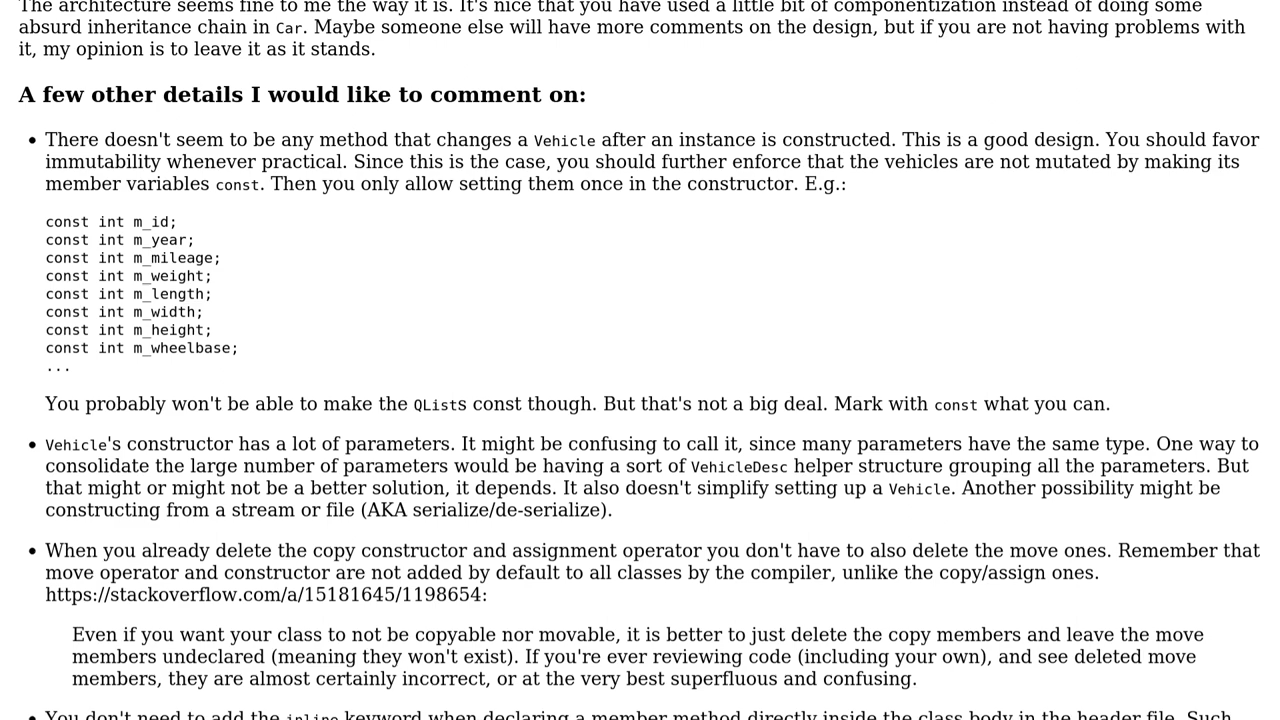 The architecture seems fine to me the way it is. It's nice that you have used a little bit of componentization instead of doing some
absurd inheritance chain in Car. Maybe someone else will have more comments on the design, but if you are not having problems with
it, my opinion is to leave it as it stands.
A few other details I would like to comment on:
• There doesn't seem to be any method that changes a Vehicle after an instance is constructed. This is a good design. You should favor
immutability whenever practical. Since this is the case, you should further enforce that the vehicles are not mutated by making its
member variables const. Then you only allow setting them once in the constructor. E.g.:
const int m_id;
const int m_year;
const int m_mileage;
const int m_weight;
const int m_length;
const int m_width;
const int m_height;
const int m_wheelbase;
...
You probably won't be able to make the QLists const though. But that's not a big deal. Mark with const what you can.
• Vehicle's constructor has a lot of parameters. It might be confusing to call it, since many parameters have the same type. One way to
consolidate the large number of parameters would be having a sort of VehicleDesc helper structure grouping all the parameters. But
that might or might not be a better solution, it depends. It also doesn't simplify setting up a Vehicle. Another possibility might be
constructing from a stream or file (AKA serialize/de-serialize).
• When you already delete the copy constructor and assignment operator you don't have to also delete the move ones. Remember that
move operator and constructor are not added by default to all classes by the compiler, unlike the copy/assign ones.
https://stackoverflow.com/a/15181645/1198654:
Even if you want your class to not be copyable nor movable, it is better to just delete the copy members and leave the move
members undeclared (meaning they won't exist). If you're ever reviewing code (including your own), and see deleted move
members, they are almost certainly incorrect, or at the very best superfluous and confusing.
• You don't need to add the inline keyword when declaring a member method directly inside the class body in the header file. Such